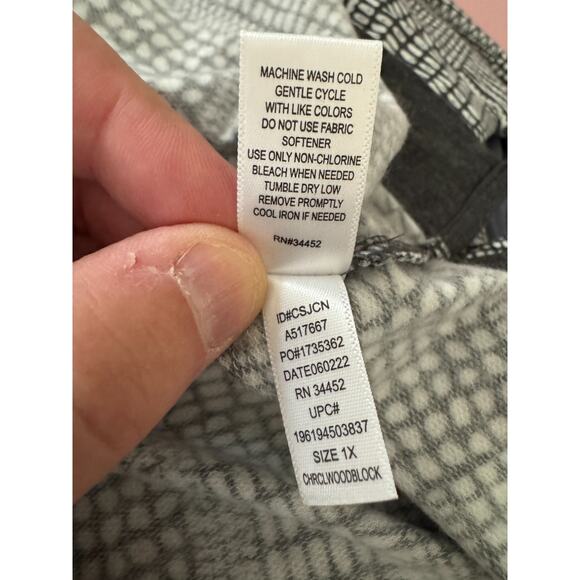 MACHINE WASH COLD
GENTLE CYCLE
WITH LIKE COLORS
DO NOT USE FABRIC
SOFTENER
USE ONLY NON-CHLORINE
BLEACH WHEN NEEDED
TUMBLE DRY LOW
REMOVE PROMPTLY
COOL IRON IF NEEDED
RN#34452
ID#CSJCN
A517667
PO#1735362
DATE060222
RN 34452
UPC#
196194503837
SIZE 1X
CHRCLWOODBLOCK